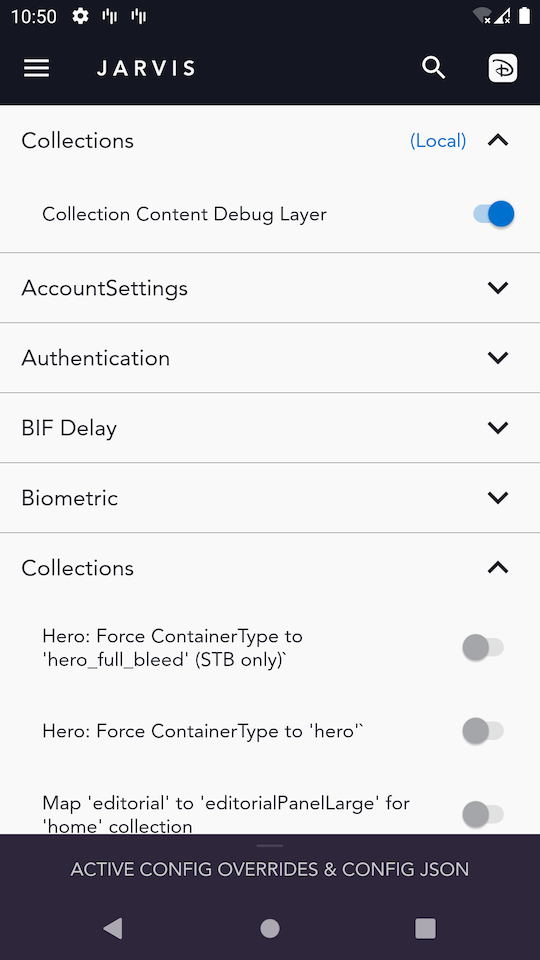 10:50
JARVIS
Collections (Local)
Collection Content Debug Layer
AccountSettings
Authentication
BIF Delay
Biometric
Collections
Hero: Force ContainerType to
'hero_full_bleed' (STB only)`
Hero: Force ContainerType to 'hero'`
Map 'editorial' to 'editorialPanelLarge' for
'home' collection
ACTIVE CONFIG OVERRIDES & CONFIG JSON